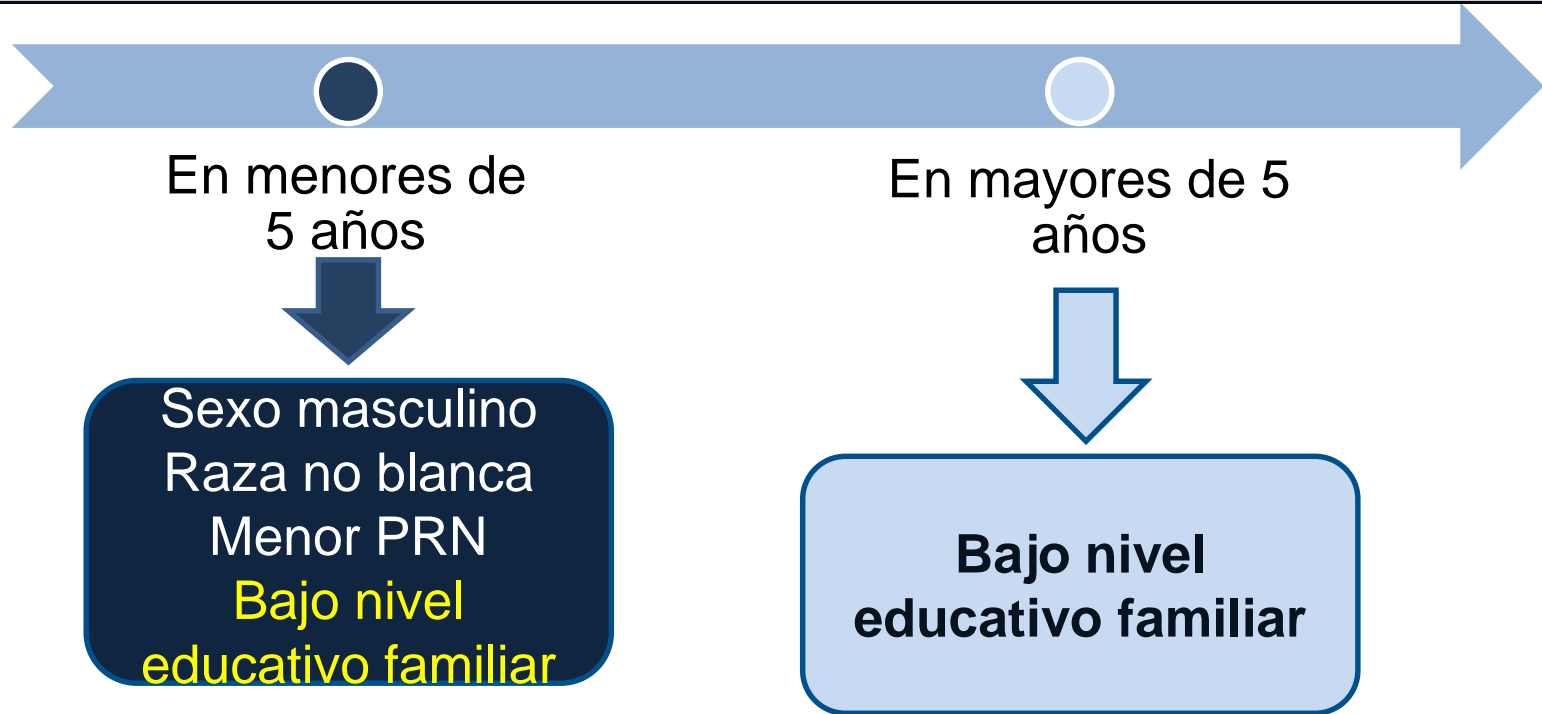 En menores de
5 años
Sexo masculino
Raza no blanca
Menor PRN
Bajo nivel
educativo familiar
En mayores de 5
años
Bajo nivel
educativo familiar